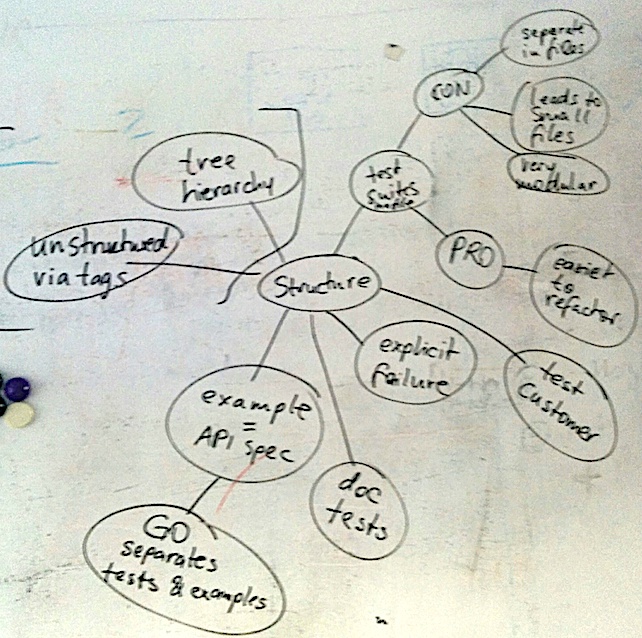 separate
in files
CON
Leads to
Small
files
very
modular
tree
hierarchy
test
suites
PRO
easier
to
refactor
unstructured
via tags
Structure
explicit
failure
test
customer
example
=
API Spec
doc
tests
GO
separates
tests & examples